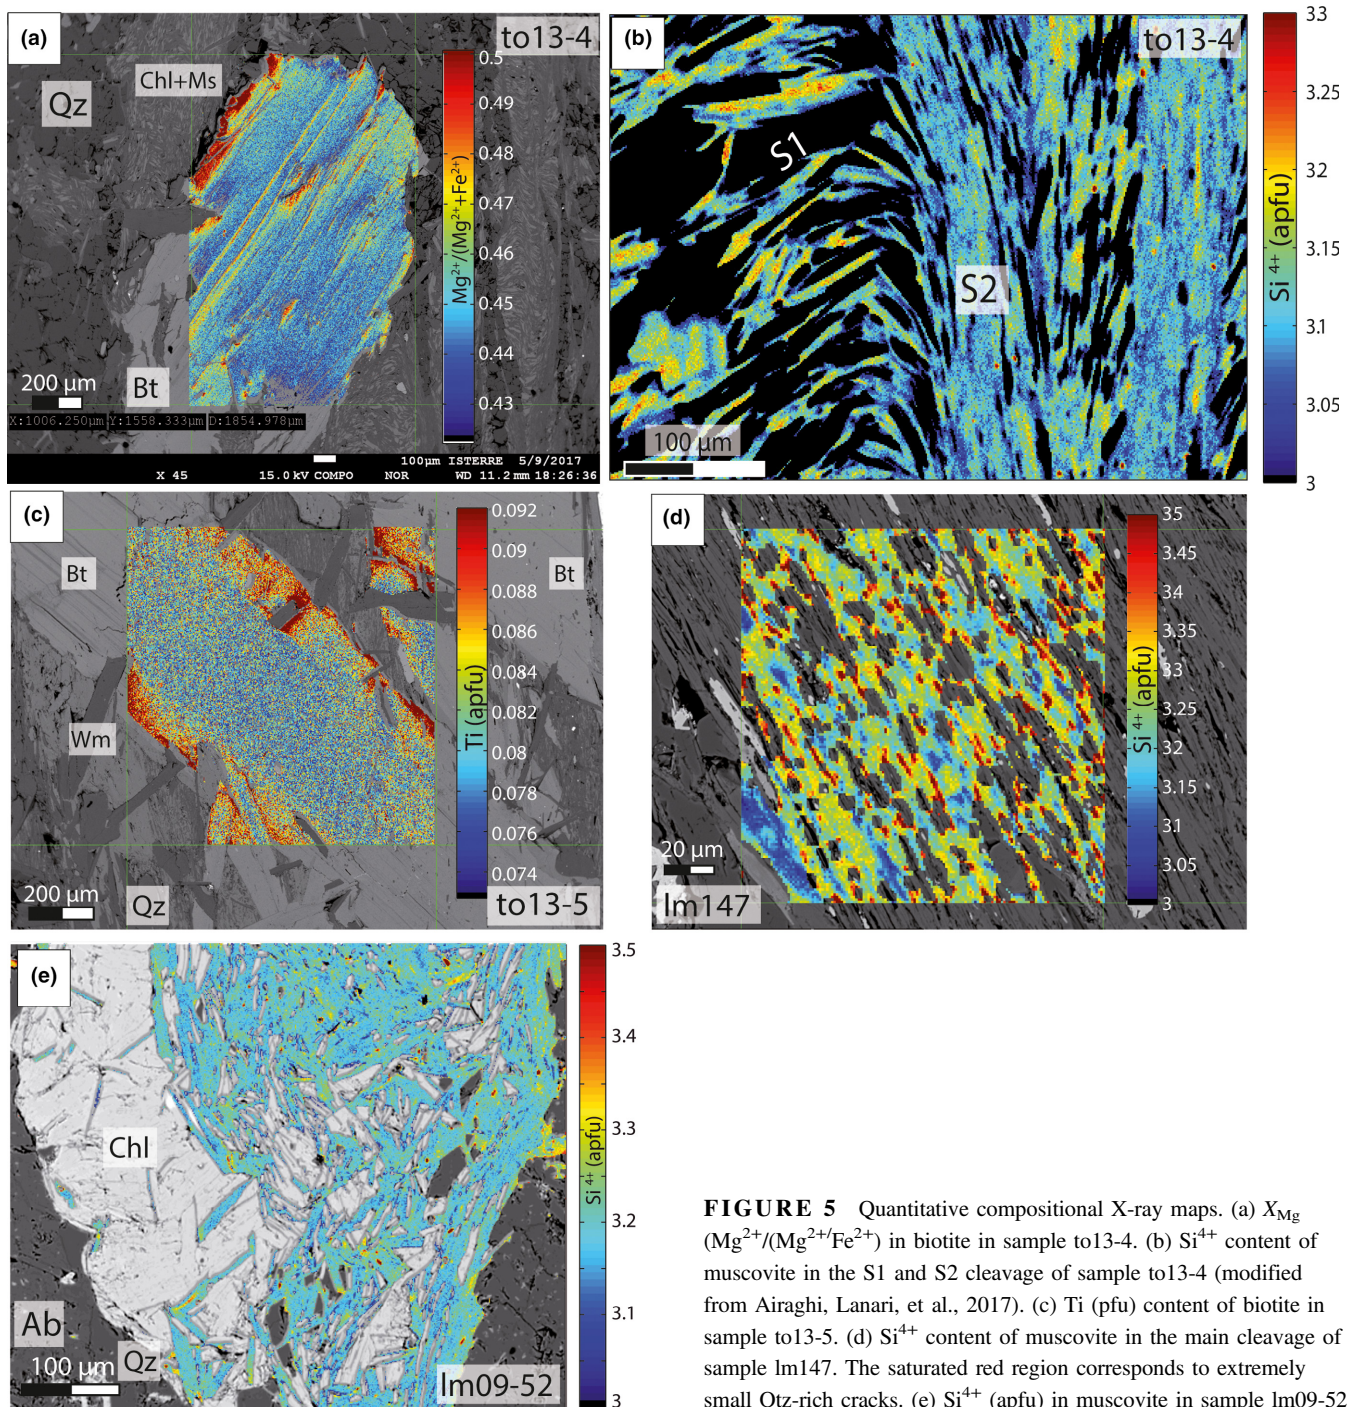 (a)
to13-4
Qz
Chl+Ms
Bt
200 µm
X:1006.250µm Y:1558.333µm D:1854.978µm
0.5
0.49
0.48
0.47
0.46
0.45
0.44
0.43
Mg2+/(Mg2++Fe2+)
100µm ISTERRE 5/9/2017
X 45 15.0 kV COMPO NOR WD 11.2 mm 18:26:36
(b)
to13-4
S1
S2
100 µm
33
3.25
32
3.15
3.1
3.05
3
Si 4+ (apfu)
(c)
Bt
Bt
Wm
Qz
200 µm
to13-5
0.092
0.09
0.086
0.084
0.082
0.08
0.078
0.076
0.074
Ti (apfu)
(d)
20 µm
lm147
35
3.45
3.4
3.35
33
3.25
3.2
3.15
3.1
3.05
3
Si4+ (apfu)
(e)
Chl
Ab
Qz
100 µm
lm09-52
3.5
3.4
3.3
3.2
3.1
3
Si 4+ (apfu)
FIGURE 5 Quantitative compositional X-ray maps. (a) XMg
(Mg2+/(Mg2+/Fe2+) in biotite in sample to13-4. (b) Si4+ content of
muscovite in the S1 and S2 cleavage of sample to13-4 (modified
from Airaghi, Lanari, et al., 2017). (c) Ti (pfu) content of biotite in
sample to13-5. (d) Si4+ content of muscovite in the main cleavage of
sample lm147. The saturated red region corresponds to extremely
small Qtz-rich cracks. (e) Si4+ (apfu) in muscovite in sample lm09-52